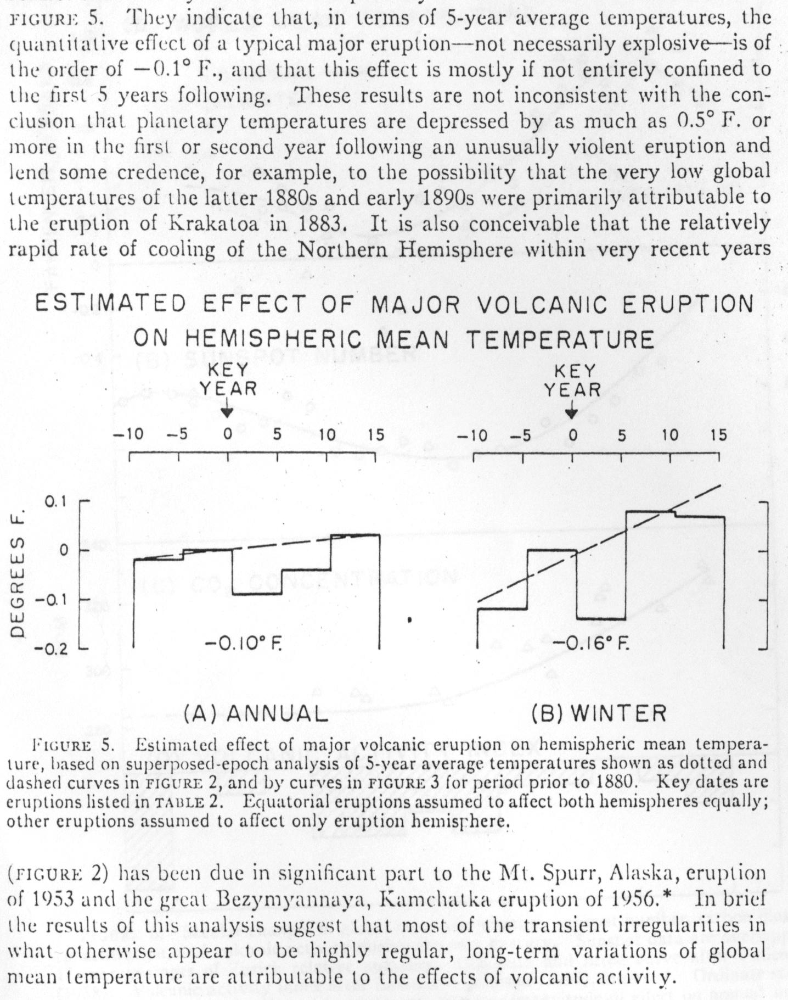 FIGURE 5. They indicate that, in terms of 5-year average temperatures, the
quantitative effect of a typical major eruption—not necessarily explosive—is of
the order of −0.1° F., and that this effect is mostly if not entirely confined to
the first 5 years following. These results are not inconsistent with the con-
clusion that planetary temperatures are depressed by as much as 0.5° F. or
more in the first or second year following an unusually violent eruption and
lend some credence, for example, to the possibility that the very low global
temperatures of the latter 1880s and early 1890s were primarily attributable to
the eruption of Krakatoa in 1883. It is also conceivable that the relatively
rapid rate of cooling of the Northern Hemisphere within very recent years
ESTIMATED EFFECT OF MAJOR VOLCANIC ERUPTION
ON HEMISPHERIC MEAN TEMPERATURE
KEY KEY
YEAR YEAR
−10 −5 0 5 10 15 −10 −5 0 5 10 15
0.1
0
−0.1
−0.2
DEGREES F.
−0.10° F. −0.16° F.
(A) ANNUAL (B) WINTER
FIGURE 5. Estimated effect of major volcanic eruption on hemispheric mean tempera-
ture, based on superposed-epoch analysis of 5-year average temperatures shown as dotted and
dashed curves in FIGURE 2, and by curves in FIGURE 3 for period prior to 1880. Key dates are
eruptions listed in TABLE 2. Equatorial eruptions assumed to affect both hemispheres equally;
other eruptions assumed to affect only eruption hemisphere.
(FIGURE 2) has been due in significant part to the Mt. Spurr, Alaska, eruption
of 1953 and the great Bezymyannaya, Kamchatka eruption of 1956.* In brief
the results of this analysis suggest that most of the transient irregularities in
what otherwise appear to be highly regular, long-term variations of global
mean temperature are attributable to the effects of volcanic activity.